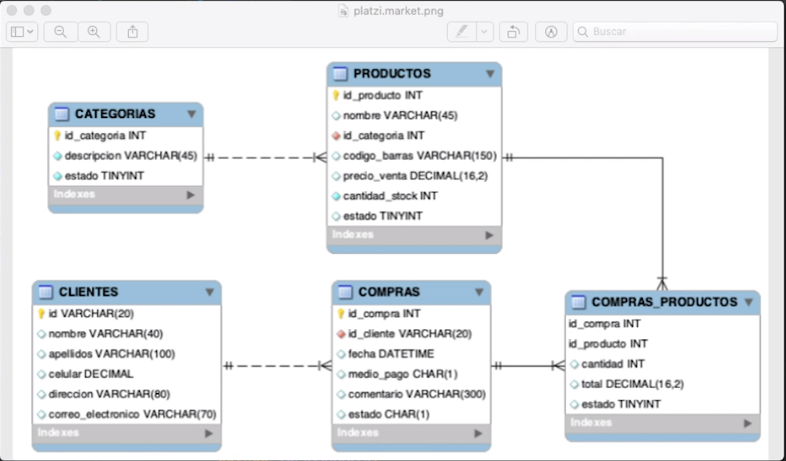 platzi.market.png
Buscar
CATEGORIAS
id_categoria INT
descripcion VARCHAR(45)
estado TINYINT
Indexes
PRODUCTOS
id_producto INT
nombre VARCHAR(45)
id_categoria INT
codigo_barras VARCHAR(150)
precio_venta DECIMAL(16,2)
cantidad_stock INT
estado TINYINT
Indexes
CLIENTES
id VARCHAR(20)
nombre VARCHAR(40)
apellidos VARCHAR(100)
celular DECIMAL
direccion VARCHAR(80)
correo_electronico VARCHAR(70)
Indexes
COMPRAS
id_compra INT
id_cliente VARCHAR(20)
fecha DATETIME
medio_pago CHAR(1)
comentario VARCHAR(300)
estado CHAR(1)
Indexes
COMPRAS_PRODUCTOS
id_compra INT
id_producto INT
cantidad INT
total DECIMAL(16,2)
estado TINYINT
Indexes